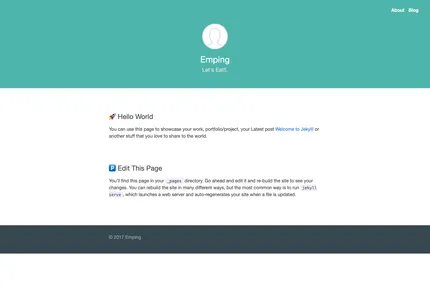 About Blog
Emping
Let's Eat!!.
🚀 Hello World
You can use this page to showcase your work, portfolio/project, your Latest post Welcome to Jekyll! or
another stuff that you love to share to the world.
🅿️ Edit This Page
You'll find this page in your _pages directory. Go ahead and edit it and re-build the site to see your
changes. You can rebuild the site in many different ways, but the most common way is to run jekyll
serve, which launches a web server and auto-regenerates your site when a file is updated.
© 2017 Emping